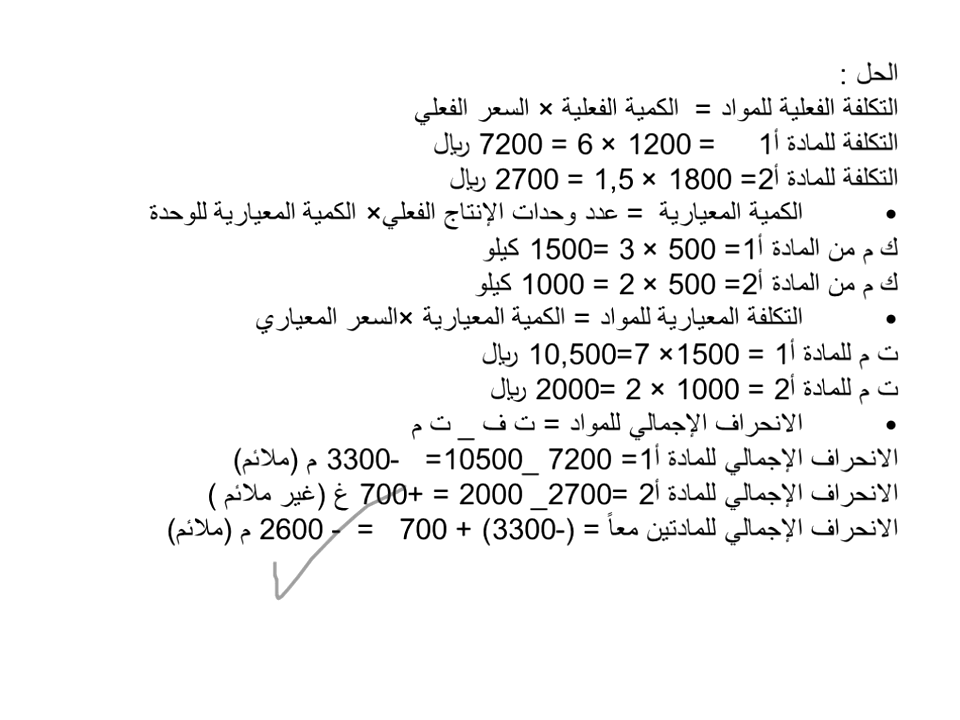 الحل :
التكلفة الفعلية للمواد = الكمية الفعلية × السعر الفعلي
التكلفة للمادة أ1 = 1200 × 6 = 7200 ريال
التكلفة للمادة أ2= 1800 × 1,5 = 2700 ريال
• الكمية المعيارية = عدد وحدات الإنتاج الفعلي× الكمية المعيارية للوحدة
ك م من المادة أ1= 500 × 3 =1500 كيلو
ك م من المادة أ2= 500 × 2 = 1000 كيلو
• التكلفة المعيارية للمواد = الكمية المعيارية ×السعر المعياري
ت م للمادة أ1 = 1500× 7=10,500 ريال
ت م للمادة أ2 = 1000 × 2 =2000 ريال
• الانحراف الإجمالي للمواد = ت ف _ ت م
الانحراف الإجمالي للمادة أ1= 7200 _10500= -3300 م (ملائم)
الانحراف الإجمالي للمادة أ2 =2700_ 2000 = +700 غ (غير ملائم )
الانحراف الإجمالي للمادتين معاً = (-3300) + 700 = - 2600 م (ملائم)